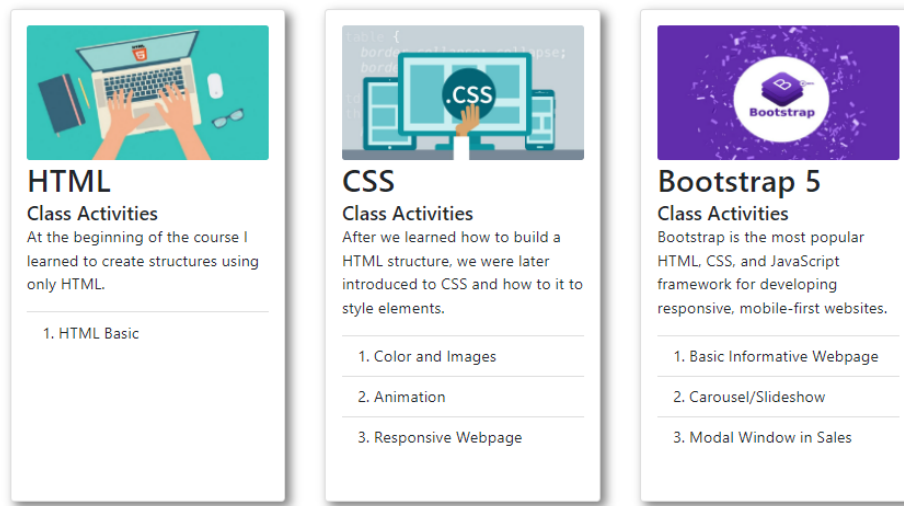 HTML
Class Activities
At the beginning of the course I
learned to create structures using
only HTML.
1. HTML Basic
table {
border-collapse: collapse;
.CSS
CSS
Class Activities
After we learned how to build a
HTML structure, we were later
introduced to CSS and how to it to
style elements.
1. Color and Images
2. Animation
3. Responsive Webpage
B
Bootstrap
Bootstrap 5
Class Activities
Bootstrap is the most popular
HTML, CSS, and JavaScript
framework for developing
responsive, mobile-first websites.
1. Basic Informative Webpage
2. Carousel/Slideshow
3. Modal Window in Sales